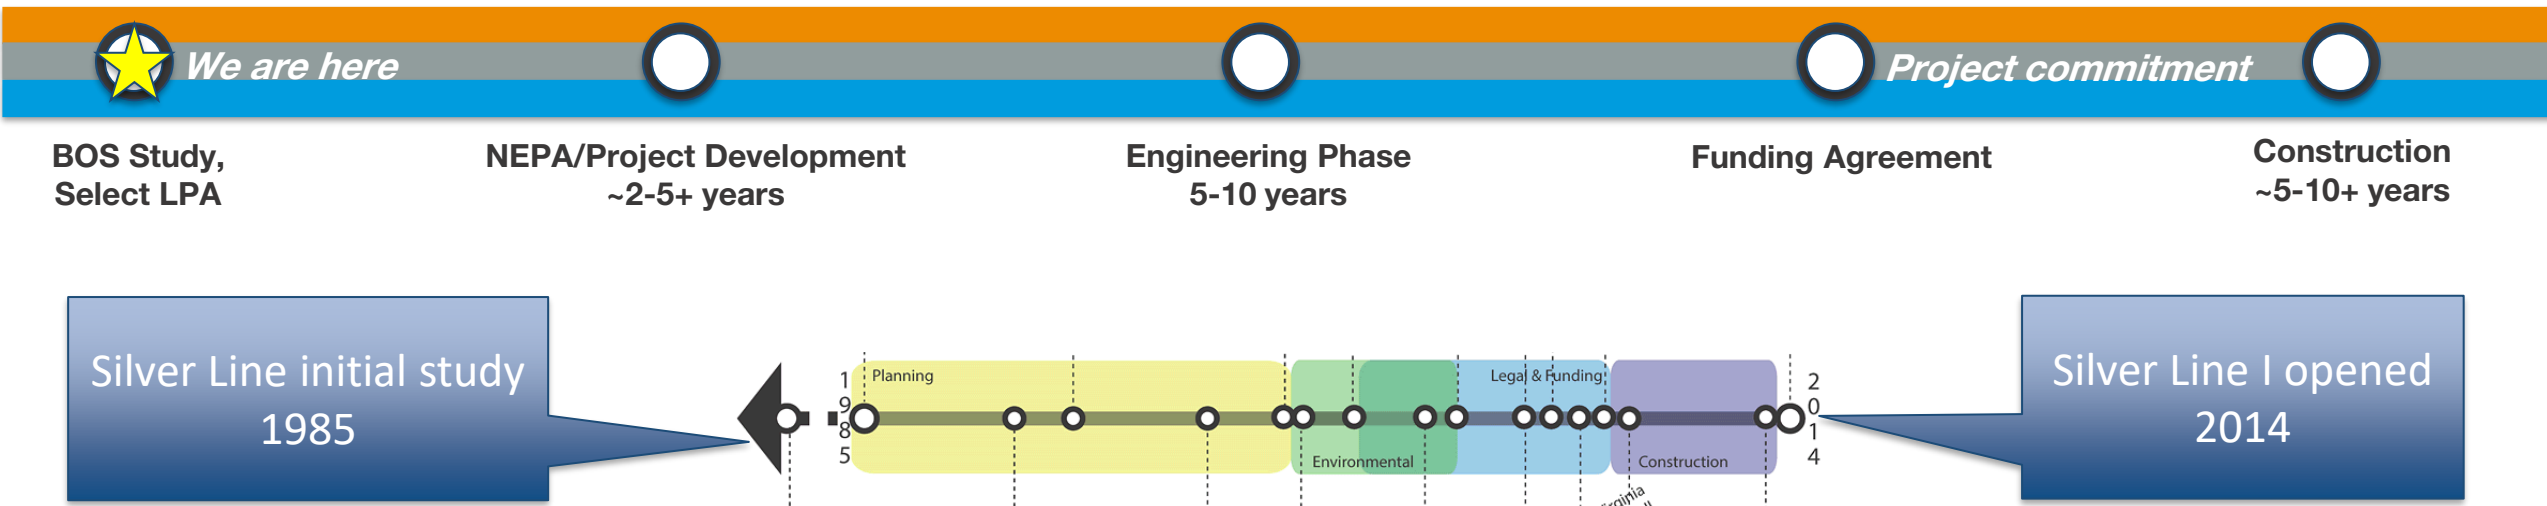 We are here
Project commitment
BOS Study,
Select LPA
NEPA/Project Development
~2-5+ years
Engineering Phase
5-10 years
Funding Agreement
Construction
~5-10+ years
Silver Line initial study
1985
1
9
8
5
Planning
Environmental
Legal & Funding
Construction
2
0
1
4
Silver Line I opened
2014